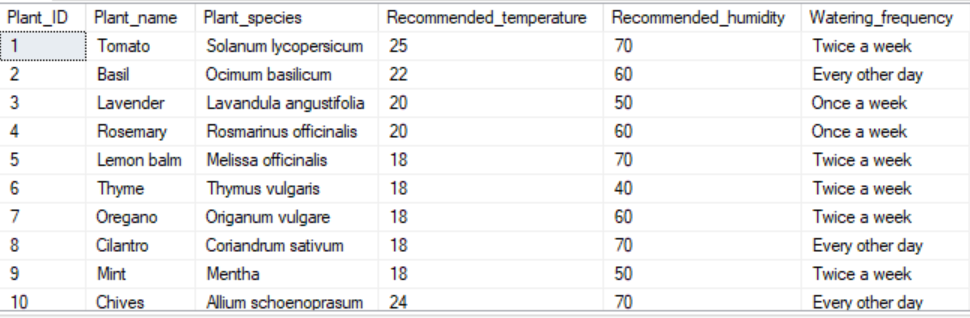 Plant_ID Plant_name Plant_species Recommended_temperature Recommended_humidity Watering_frequency
1 Tomato Solanum lycopersicum 25 70 Twice a week
2 Basil Ocimum basilicum 22 60 Every other day
3 Lavender Lavandula angustifolia 20 50 Once a week
4 Rosemary Rosmarinus officinalis 20 60 Once a week
5 Lemon balm Melissa officinalis 18 70 Twice a week
6 Thyme Thymus vulgaris 18 40 Twice a week
7 Oregano Origanum vulgare 18 60 Twice a week
8 Cilantro Coriandrum sativum 18 70 Every other day
9 Mint Mentha 18 50 Twice a week
10 Chives Allium schoenoprasum 24 70 Every other day